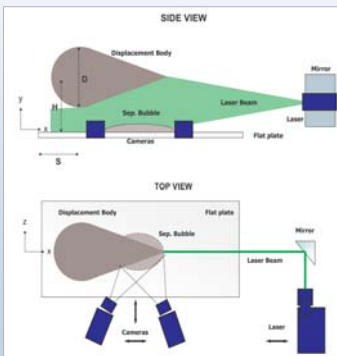 SIDE VIEW
Displacement Body
D
Mirror
y
H
Laser Beam
Sep. Bubble
x
Laser
Cameras
Flat plate
S
TOP VIEW
Displacement Body
Flat plate
Sep. Bubble
Mirror
z
x
Laser Beam
Cameras
Laser